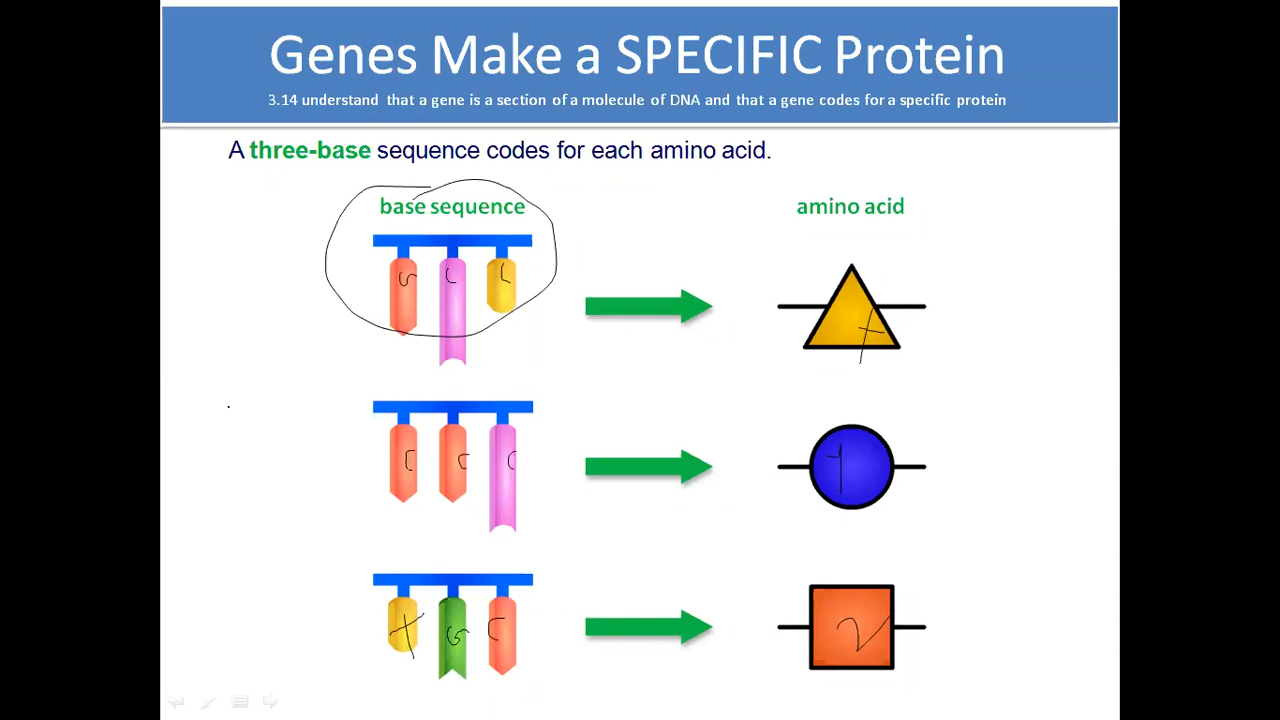 Genes Make a SPECIFIC Protein
3.14 understand that a gene is a section of a molecule of DNA and that a gene codes for a specific protein
A three-base sequence codes for each amino acid.
base sequence
amino acid